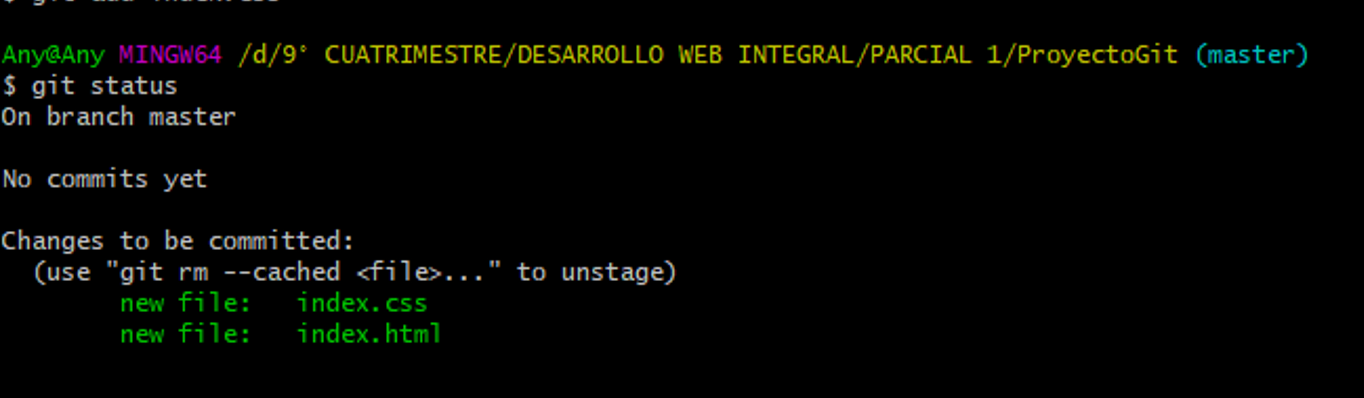 Any@Any MINGW64 /d/9° CUATRIMESTRE/DESARROLLO WEB INTEGRAL/PARCIAL 1/ProyectoGit (master)
$ git status
On branch master
No commits yet
Changes to be committed:
(use "git rm --cached <file>..." to unstage)
new file: index.css
new file: index.html